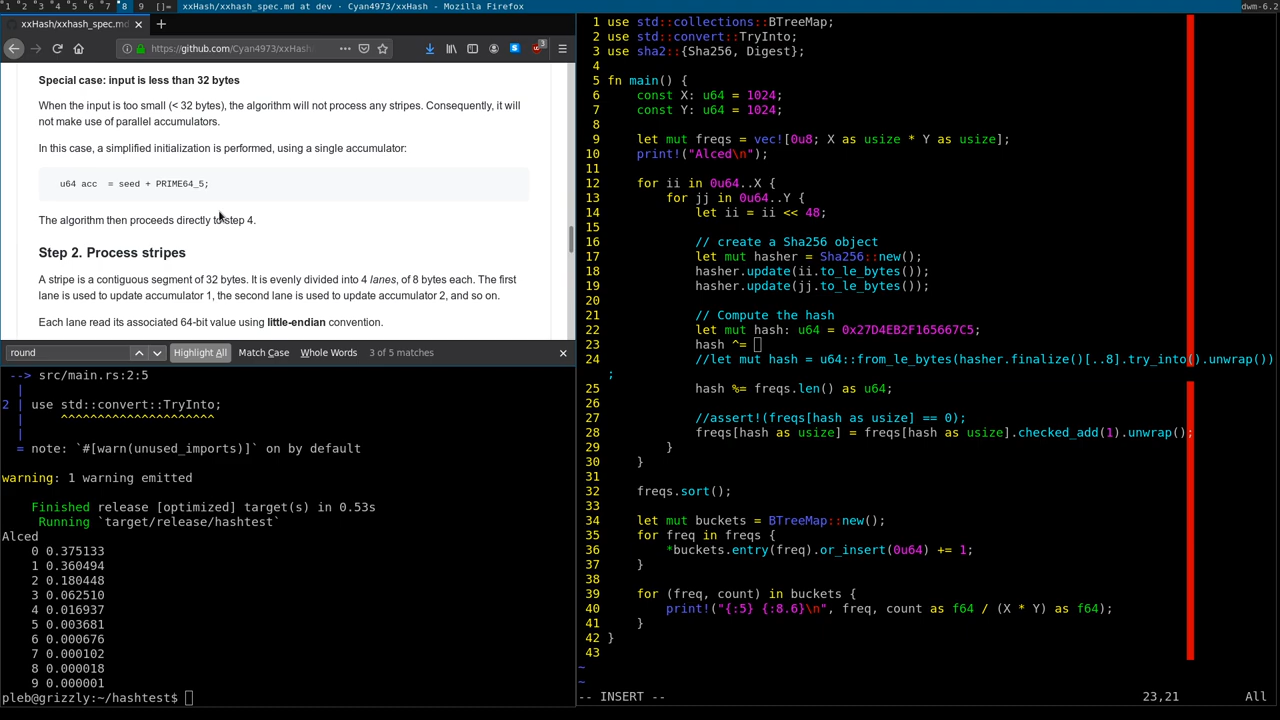 1 2 3 4 5 6 7 8 9 []= xxHash/xxhash_spec.md at dev · Cyan4973/xxHash - Mozilla Firefox dwm-6.2
xxHash/xxhash_spec.md
https://github.com/Cyan4973/xxHash
Special case: input is less than 32 bytes
When the input is too small (< 32 bytes), the algorithm will not process any stripes. Consequently, it will
not make use of parallel accumulators.
In this case, a simplified initialization is performed, using a single accumulator:
u64 acc  = seed + PRIME64_5;
The algorithm then proceeds directly to step 4.
Step 2. Process stripes
A stripe is a contiguous segment of 32 bytes. It is evenly divided into 4 lanes, of 8 bytes each. The first
lane is used to update accumulator 1, the second lane is used to update accumulator 2, and so on.
Each lane read its associated 64-bit value using little-endian convention.
round Highlight All Match Case Whole Words 3 of 5 matches
--> src/main.rs:2:5
|
2 | use std::convert::TryInto;
|     ^^^^^^^^^^^^^^^^^^^^^
|
= note: `#[warn(unused_imports)]` on by default
warning: 1 warning emitted
Finished release [optimized] target(s) in 0.53s
Running `target/release/hashtest`
Alced
0 0.375133
1 0.360494
2 0.180448
3 0.062510
4 0.016937
5 0.003681
6 0.000676
7 0.000102
8 0.000018
9 0.000001
pleb@grizzly:~/hashtest$
1 use std::collections::BTreeMap;
2 use std::convert::TryInto;
3 use sha2::{Sha256, Digest};
4
5 fn main() {
6     const X: u64 = 1024;
7     const Y: u64 = 1024;
8
9     let mut freqs = vec![0u8; X as usize * Y as usize];
10     print!("Alced\n");
11
12     for ii in 0u64..X {
13         for jj in 0u64..Y {
14             let ii = ii << 48;
15
16             // create a Sha256 object
17             let mut hasher = Sha256::new();
18             hasher.update(ii.to_le_bytes());
19             hasher.update(jj.to_le_bytes());
20
21             // Compute the hash
22             let mut hash: u64 = 0x27D4EB2F165667C5;
23             hash ^=
24             //let mut hash = u64::from_le_bytes(hasher.finalize()[..8].try_into().unwrap())
;
25             hash %= freqs.len() as u64;
26
27             //assert!(freqs[hash as usize] == 0);
28             freqs[hash as usize] = freqs[hash as usize].checked_add(1).unwrap();
29         }
30     }
31
32     freqs.sort();
33
34     let mut buckets = BTreeMap::new();
35     for freq in freqs {
36         *buckets.entry(freq).or_insert(0u64) += 1;
37     }
38
39     for (freq, count) in buckets {
40         print!("{:5} {:8.6}\n", freq, count as f64 / (X * Y) as f64);
41     }
42 }
43
~
~
-- INSERT -- 23,21 All